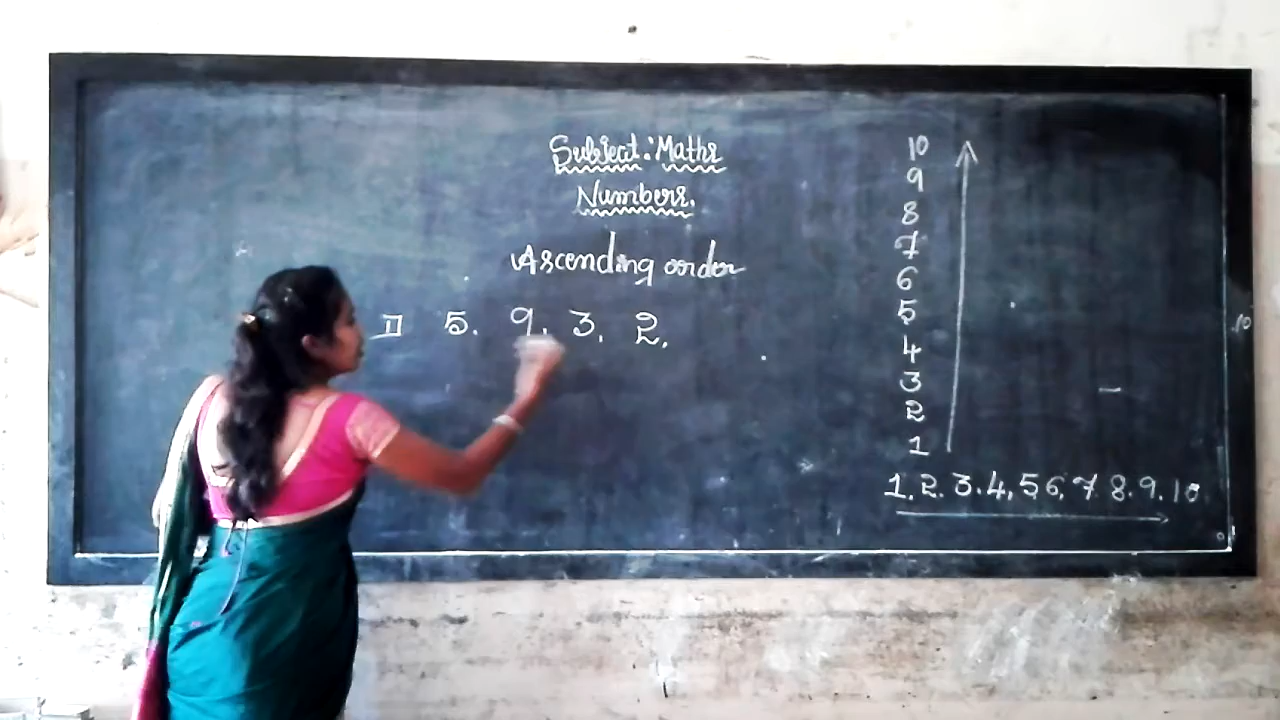 Subject: Maths
Numbers.
Ascending order
5. 9. 3. 2.
10
9
8
7
6
5
4
3
2
1
1. 2. 3. 4. 5 6. 7 8. 9. 10
10